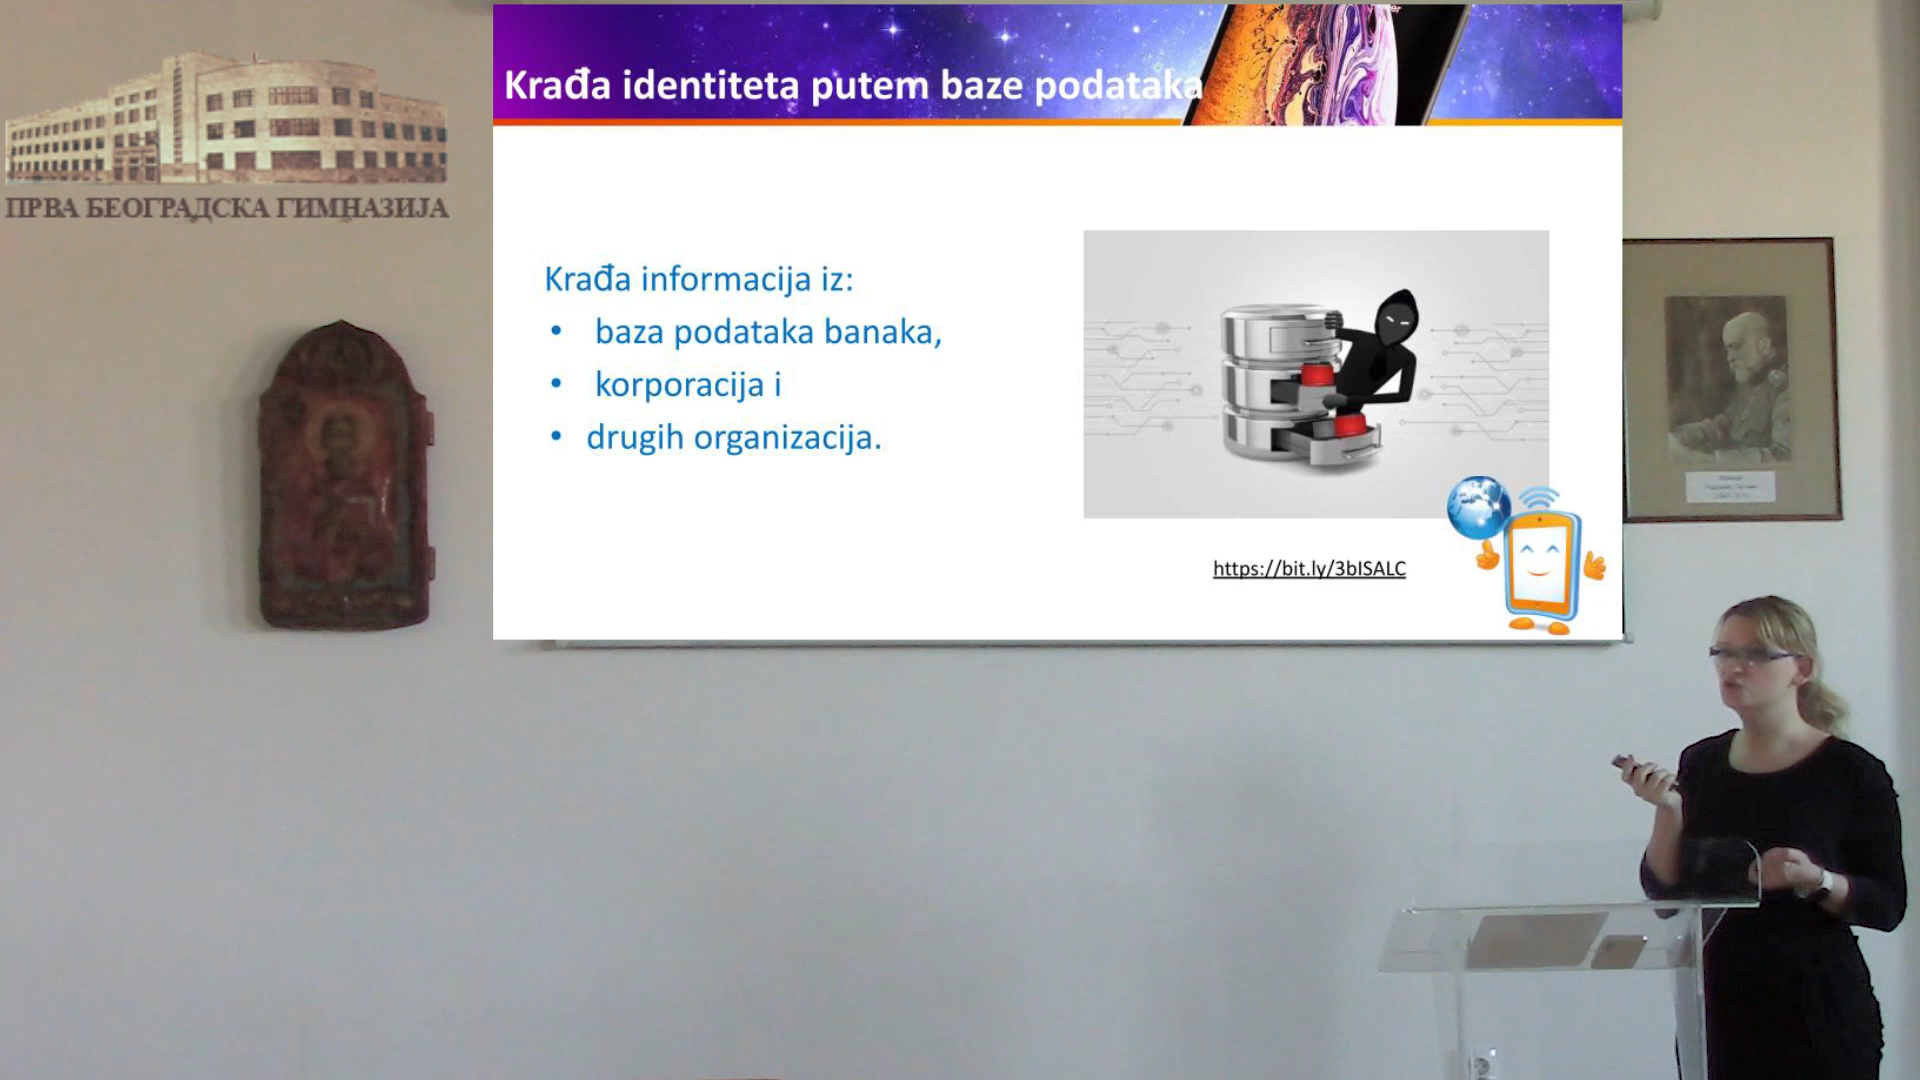 Krađa identiteta putem baze podataka
ПРВА БЕОГРАДСКА ГИМНАЗИЈА
Krađa informacija iz:
• baza podataka banaka,
• korporacija i
• drugih organizacija.
https://bit.ly/3bISALC